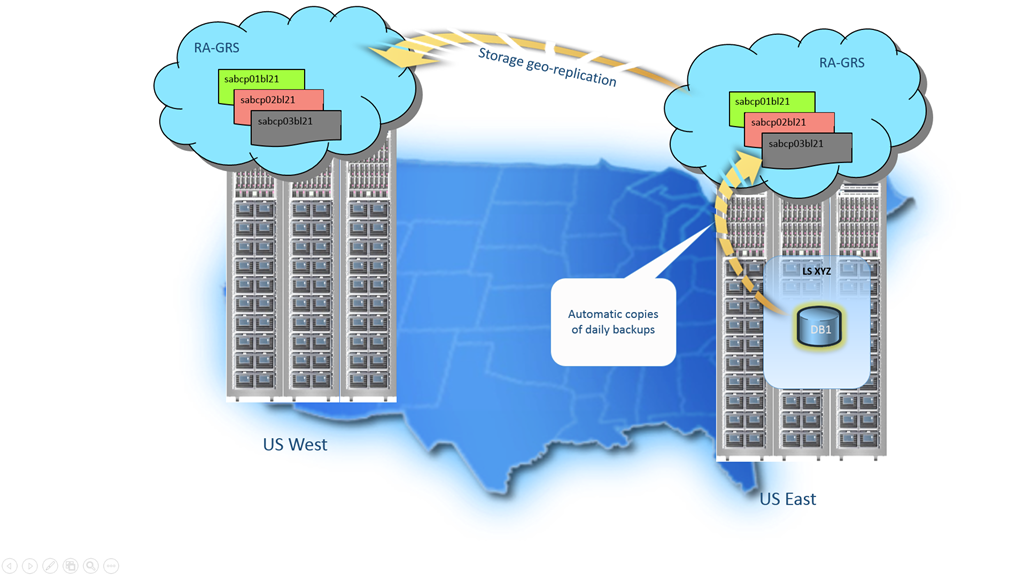 RA-GRS
sabcp01bl21
sabcp02bl21
sabcp03bl21
Storage geo-replication
RA-GRS
sabcp01bl21
sabcp02bl21
sabcp03bl21
LS XYZ
DB1
Automatic copies
of daily backups
US West
US East